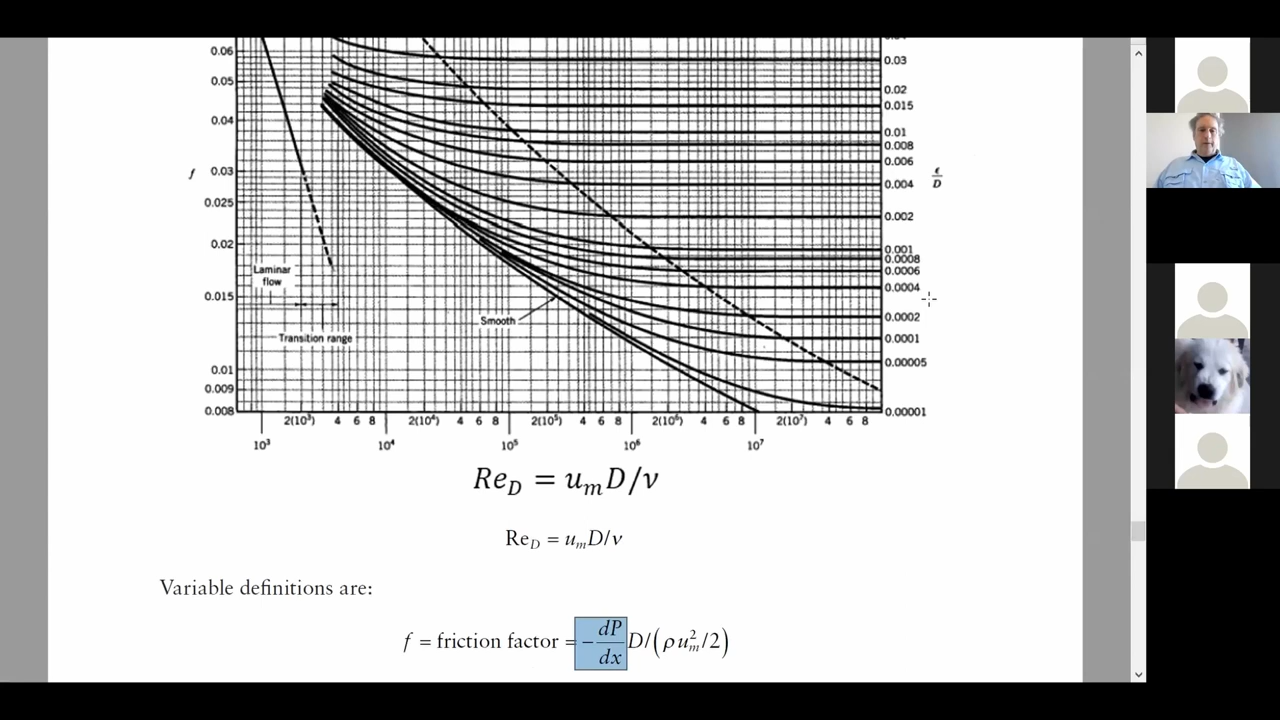 0.06
0.05
0.04
f
0.03
0.025
0.02
Laminar
flow
0.015
Transition range
Smooth
0.01
0.009
0.008
0.03
0.02
0.015
0.01
0.008
0.006
0.004
ϵ
D
0.002
0.001
0.0008
0.0006
0.0004
0.0002
0.0001
0.00005
0.00001
2(10³) 4 6 8 2(10⁴) 4 6 8 2(10⁵) 4 6 8 2(10⁶) 4 6 8 2(10⁷) 4 6 8
10³ 10⁴ 10⁵ 10⁶ 10⁷
Re_D = u_m D/ν
Re_D = u_m D/ν
Variable definitions are:
f = friction factor = − dP/dx D/(ρ u_m²/2)